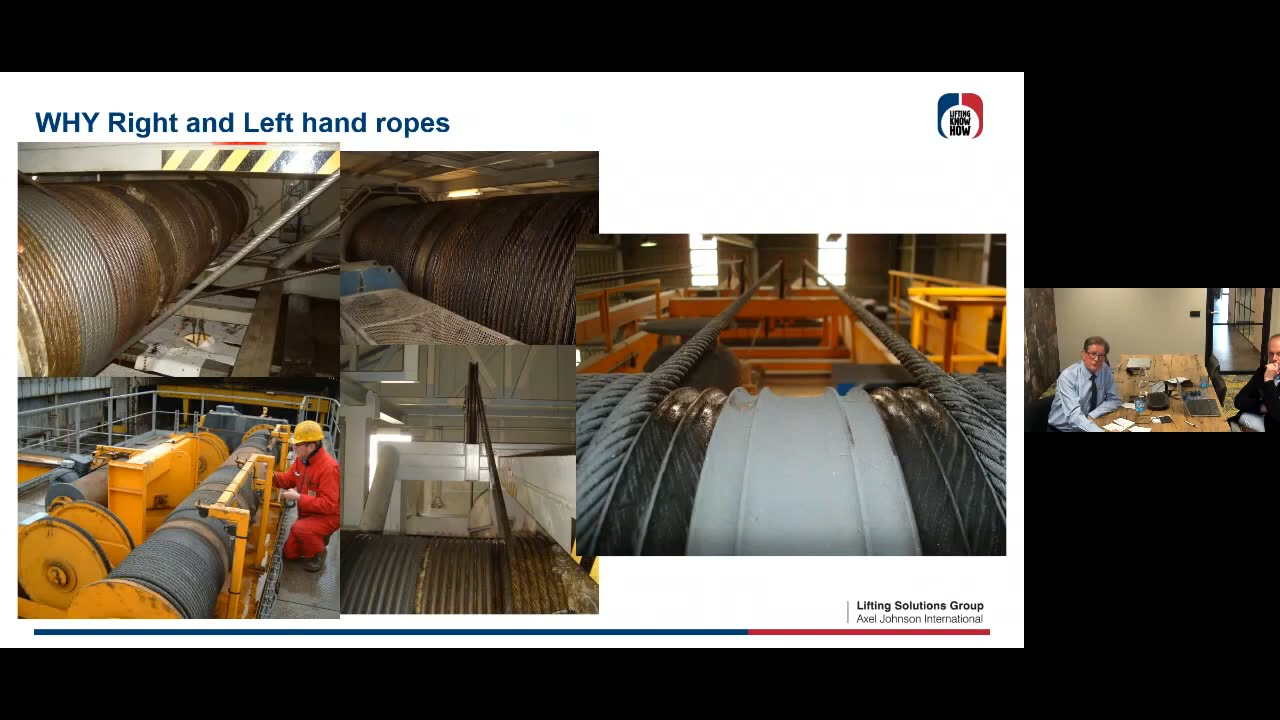 WHY Right and Left hand ropes
LIFTING
KNOW
HOW
Lifting Solutions Group
Axel Johnson International